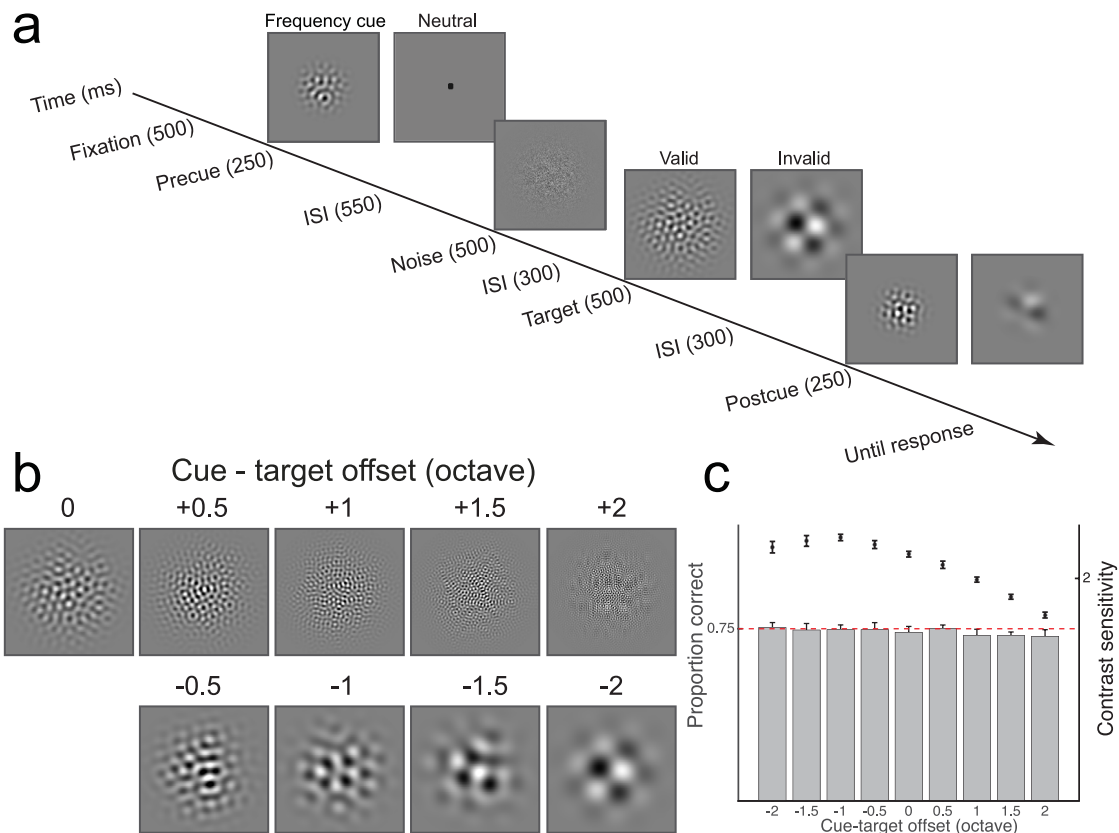 a
Frequency cue
Neutral
Time (ms)
Fixation (500)
Precue (250)
ISI (550)
Noise (500)
Valid
Invalid
ISI (300)
Target (500)
ISI (300)
Postcue (250)
Until response
b
Cue - target offset (octave)
0 +0.5 +1 +1.5 +2
-0.5 -1 -1.5 -2
c
Proportion correct
0.75
2
Contrast sensitivity
-2 -1.5 -1 -0.5 0 0.5 1 1.5 2
Cue-target offset (octave)